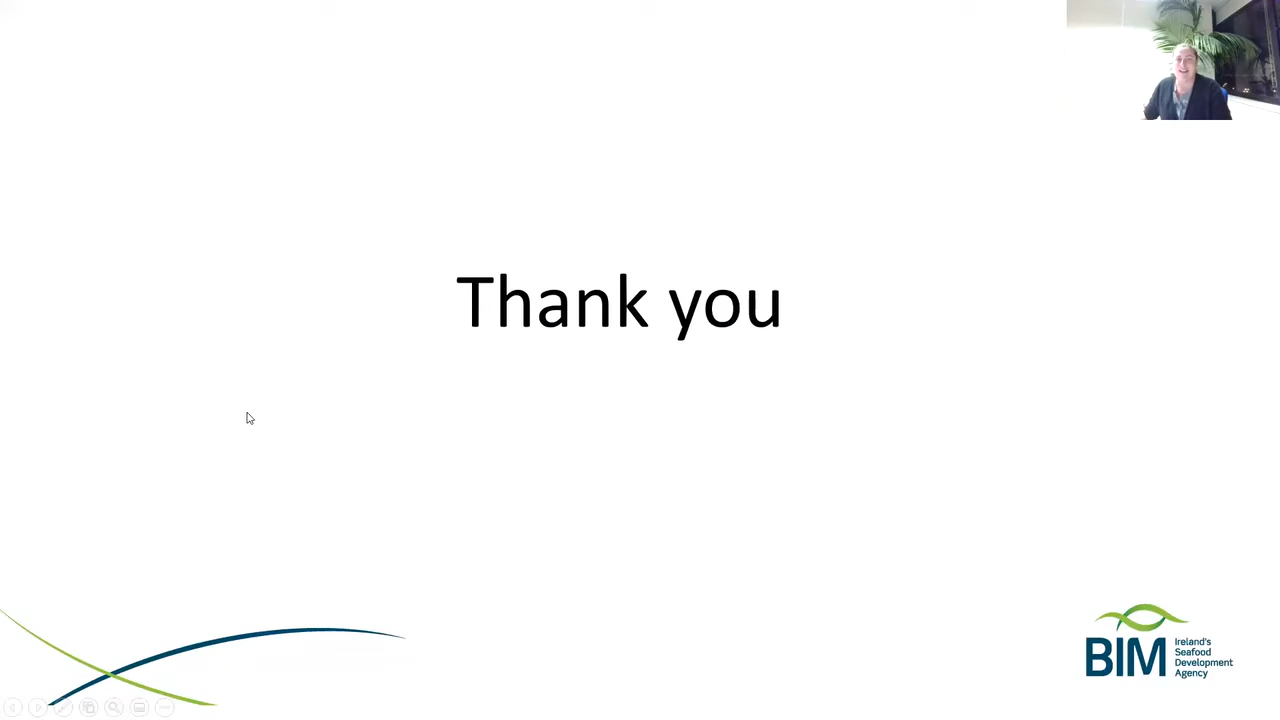 Thank you
BIM
Ireland's
Seafood
Development
Agency